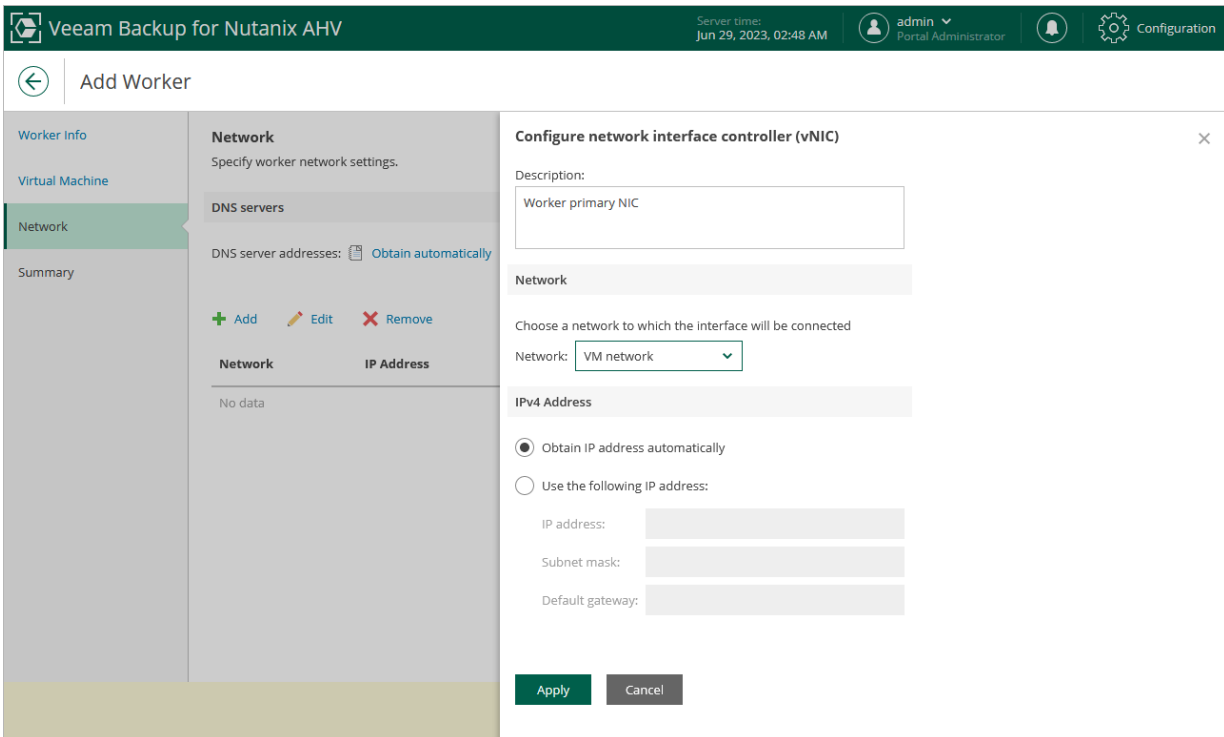 Veeam Backup for Nutanix AHV
Server time:
Jun 29, 2023, 02:48 AM
admin
Portal Administrator
Configuration
Add Worker
Worker Info
Virtual Machine
Network
Summary
Network
Specify worker network settings.
DNS servers
DNS server addresses: Obtain automatically
Add Edit Remove
Network IP Address
No data
Configure network interface controller (vNIC)
Description:
Worker primary NIC
Network
Choose a network to which the interface will be connected
Network: VM network
IPv4 Address
Obtain IP address automatically
Use the following IP address:
IP address:
Subnet mask:
Default gateway:
Apply Cancel